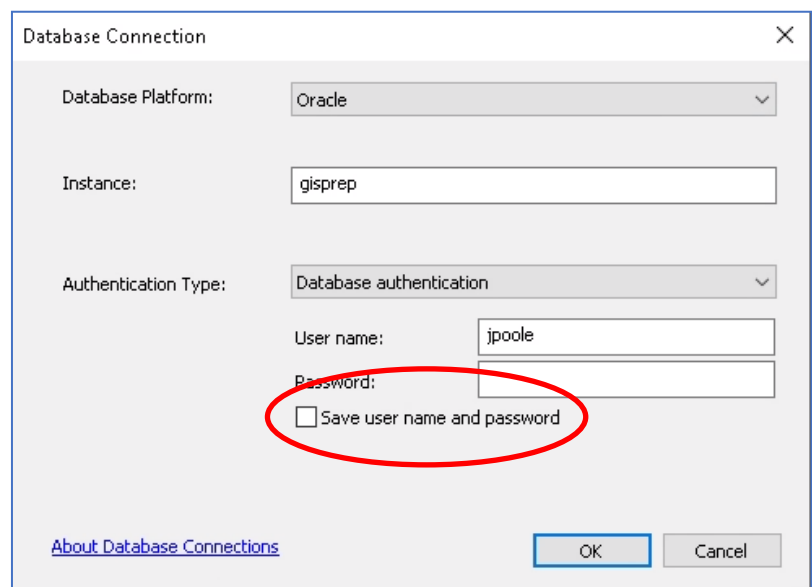 Database Connection
Database Platform:
Oracle
Instance:
gisprep
Authentication Type:
Database authentication
User name:
jpoole
Password:
Save user name and password
About Database Connections
OK
Cancel